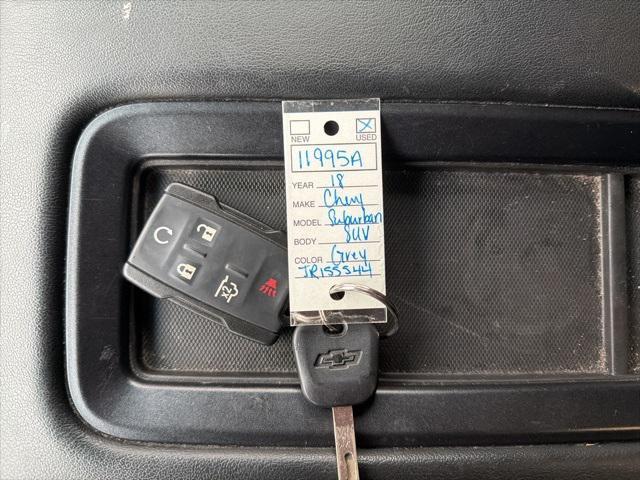 NEW USED
11995A
YEAR 18
MAKE Chevy
MODEL Suburban
BODY SUV
COLOR Grey
JR155544